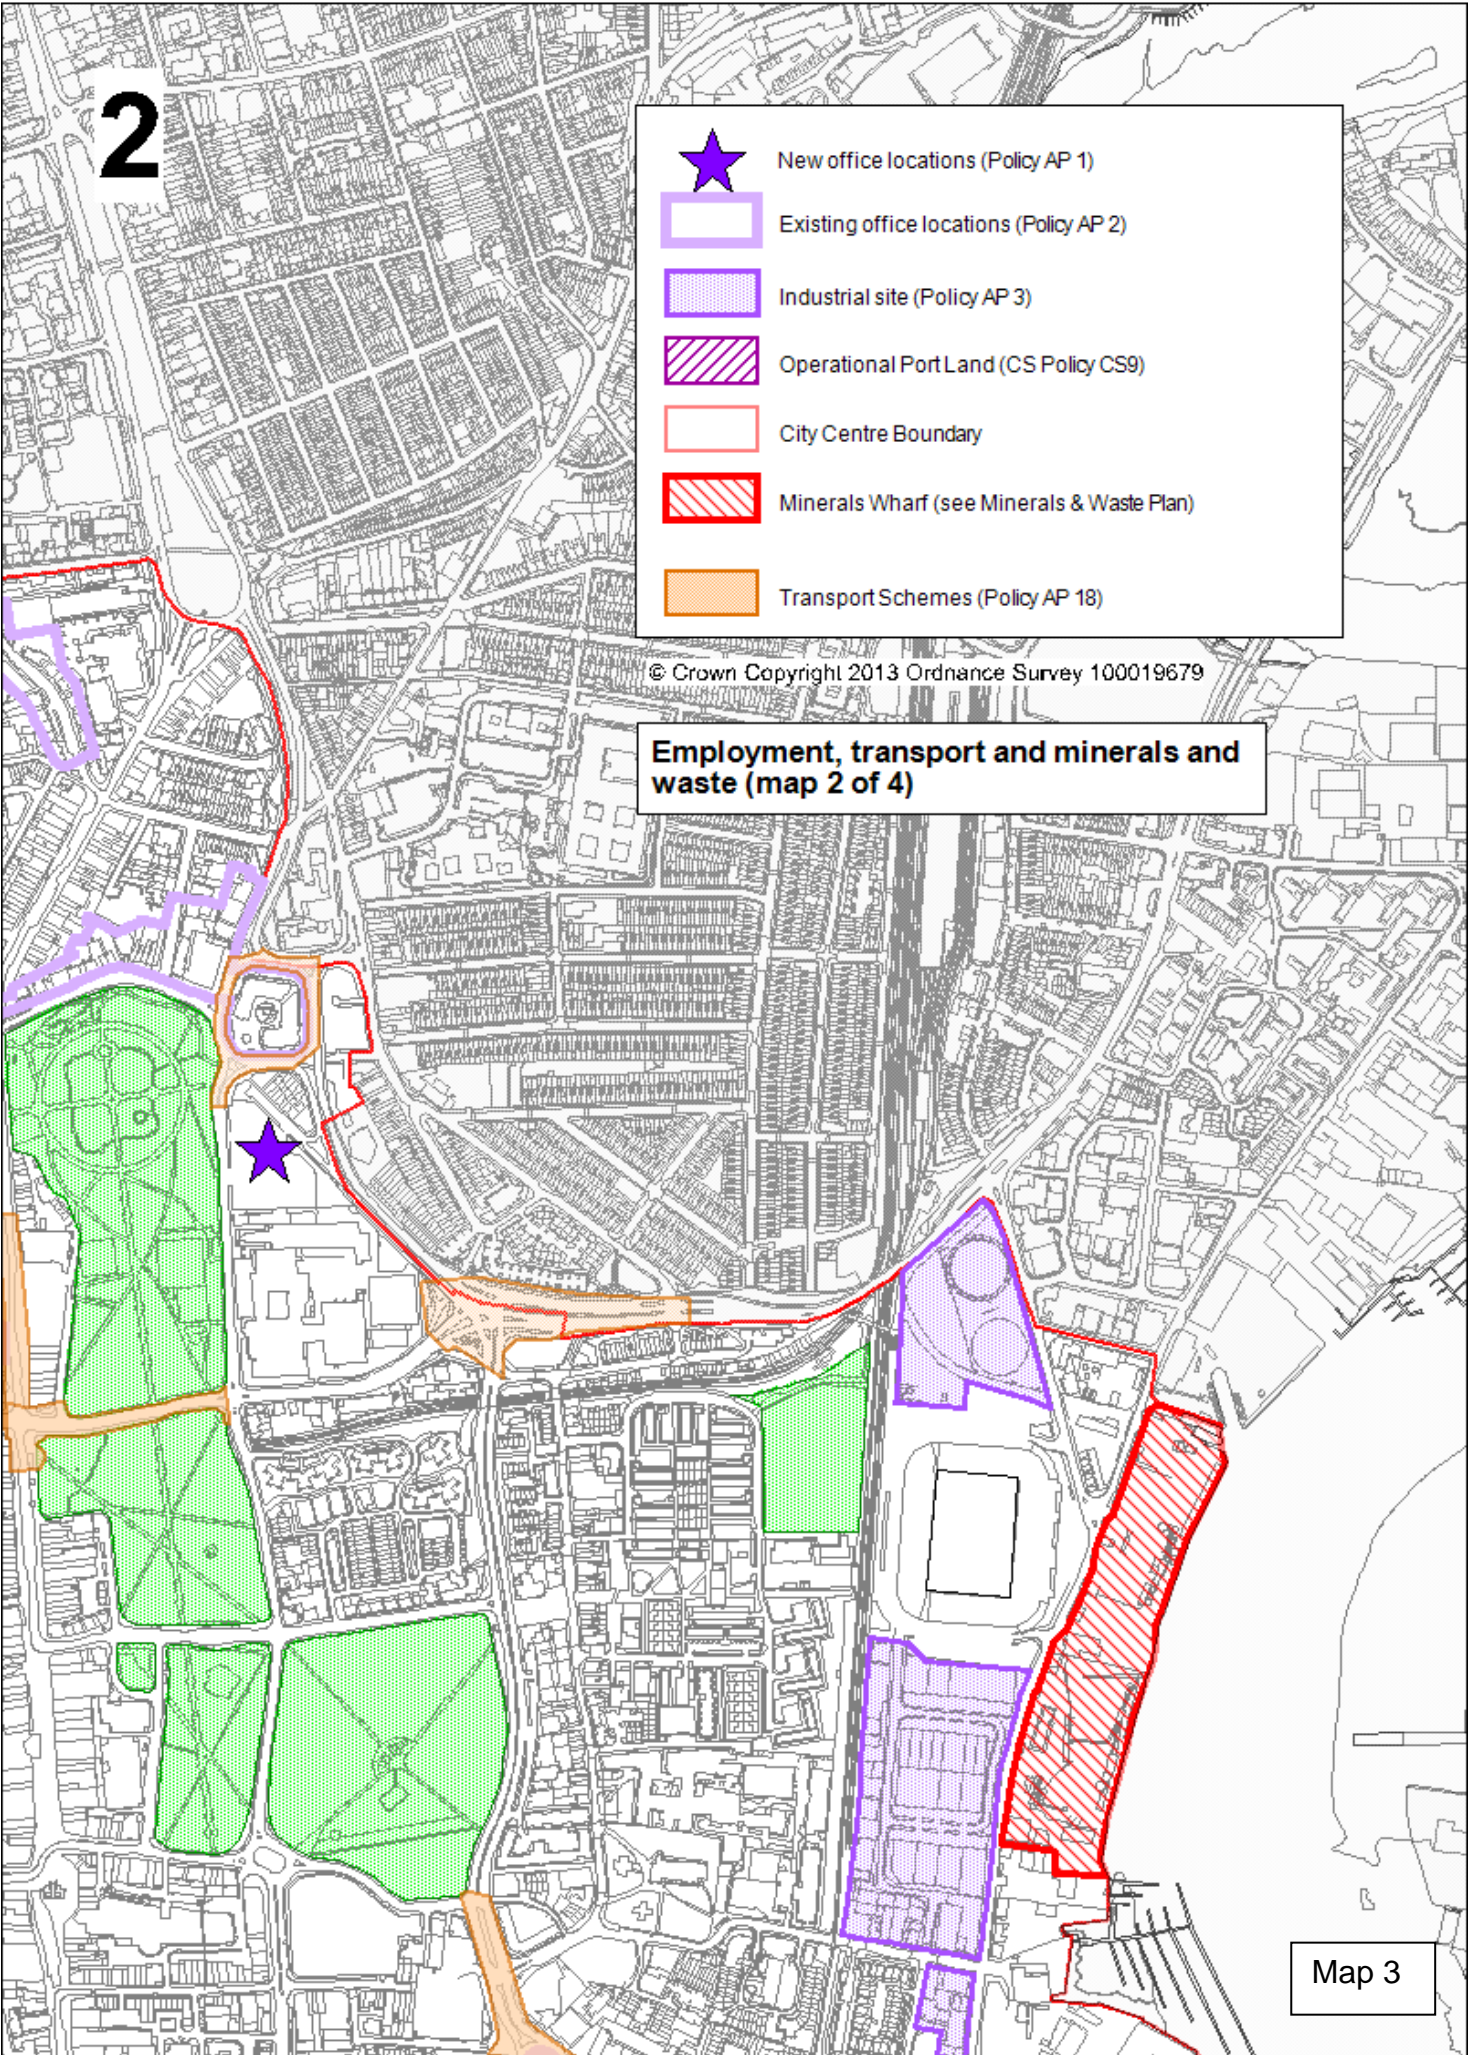 2
New office locations (Policy AP 1)
Existing office locations (Policy AP 2)
Industrial site (Policy AP 3)
Operational Port Land (CS Policy CS9)
City Centre Boundary
Minerals Wharf (see Minerals & Waste Plan)
Transport Schemes (Policy AP 18)
© Crown Copyright 2013 Ordnance Survey 100019679
Employment, transport and minerals and
waste (map 2 of 4)
Map 3